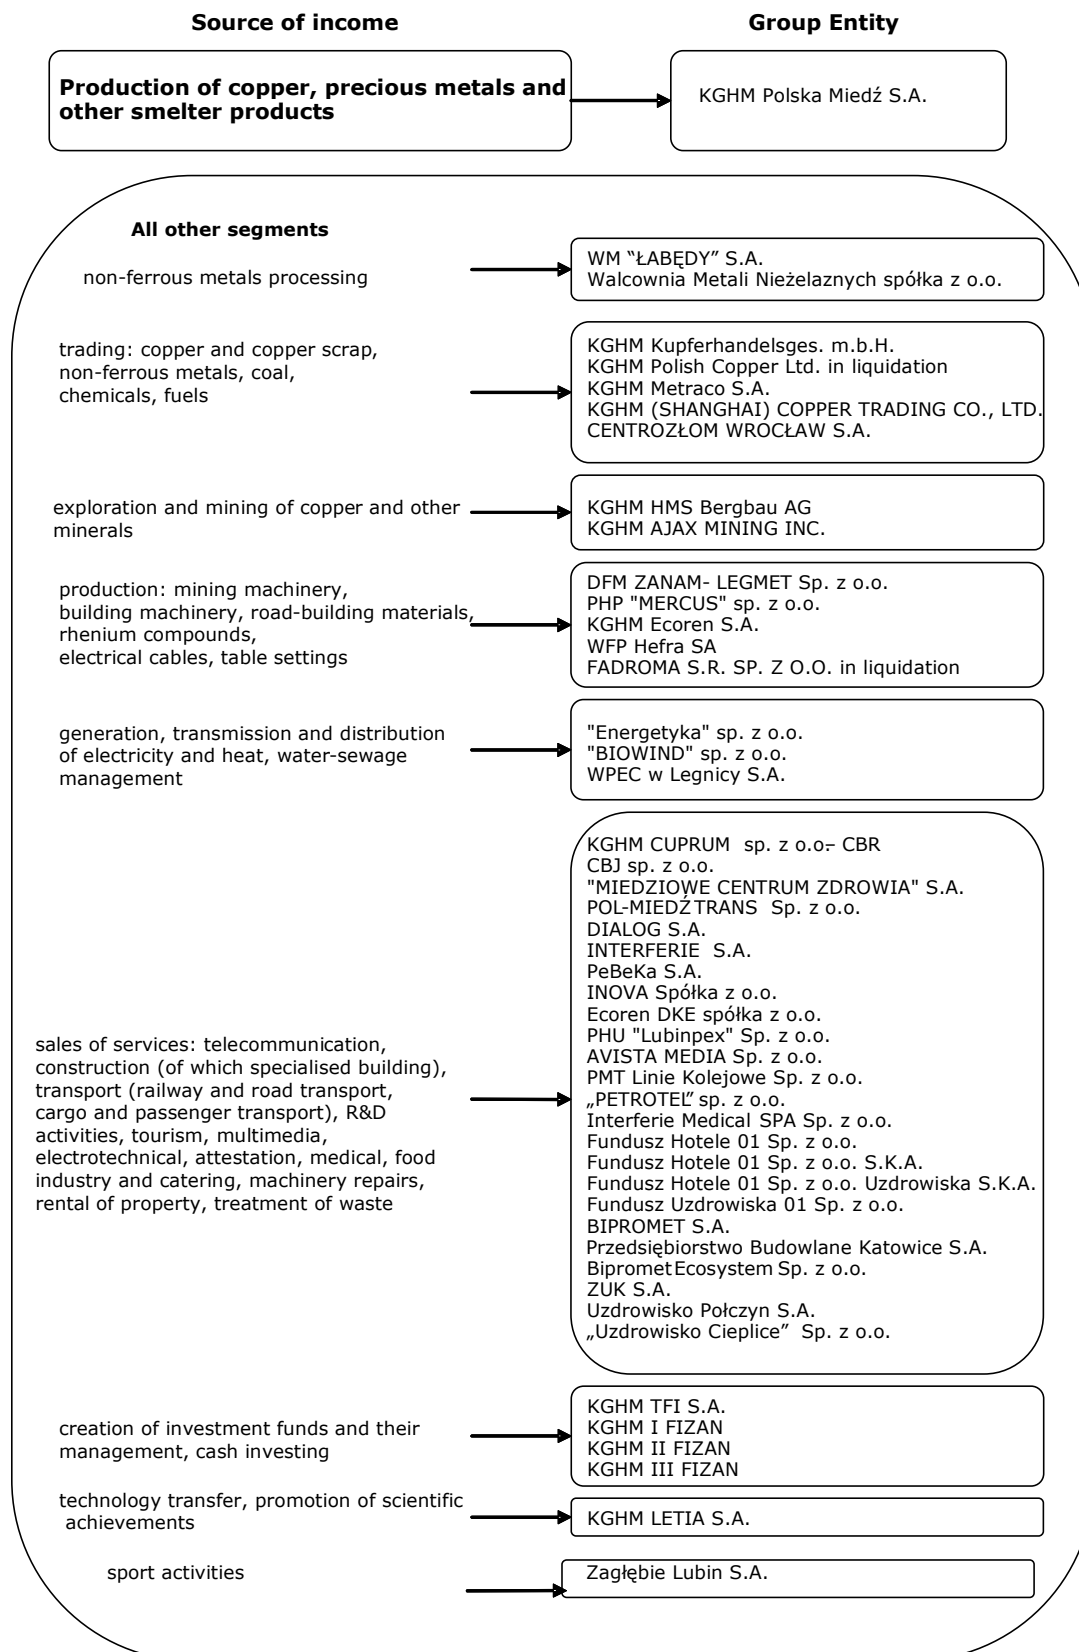 Source of income
Group Entity
Production of copper, precious metals and
other smelter products
KGHM Polska Miedź S.A.
All other segments
non-ferrous metals processing
WM “ŁABĘDY” S.A.
Walcownia Metali Nieżelaznych spółka z o.o.
trading: copper and copper scrap,
non-ferrous metals, coal,
chemicals, fuels
KGHM Kupferhandelsges. m.b.H.
KGHM Polish Copper Ltd. in liquidation
KGHM Metraco S.A.
KGHM (SHANGHAI) COPPER TRADING CO., LTD.
CENTROZŁOM WROCŁAW S.A.
exploration and mining of copper and other
minerals
KGHM HMS Bergbau AG
KGHM AJAX MINING INC.
production: mining machinery,
building machinery, road-building materials,
rhenium compounds,
electrical cables, table settings
DFM ZANAM- LEGMET Sp. z o.o.
PHP "MERCUS" sp. z o.o.
KGHM Ecoren S.A.
WFP Hefra SA
FADROMA S.R. SP. Z O.O. in liquidation
generation, transmission and distribution
of electricity and heat, water-sewage
management
"Energetyka" sp. z o.o.
"BIOWIND" sp. z o.o.
WPEC w Legnicy S.A.
sales of services: telecommunication,
construction (of which specialised building),
transport (railway and road transport,
cargo and passenger transport), R&D
activities, tourism, multimedia,
electrotechnical, attestation, medical, food
industry and catering, machinery repairs,
rental of property, treatment of waste
KGHM CUPRUM sp. z o.o– CBR
CBJ sp. z o.o.
"MIEDZIOWE CENTRUM ZDROWIA" S.A.
POL-MIEDŹ TRANS Sp. z o.o.
DIALOG S.A.
INTERFERIE S.A.
PeBeKa S.A.
INOVA Spółka z o.o.
Ecoren DKE spółka z o.o.
PHU "Lubinpex" Sp. z o.o.
AVISTA MEDIA Sp. z o.o.
PMT Linie Kolejowe Sp. z o.o.
„PETROTEL” sp. z o.o.
Interferie Medical SPA Sp. z o.o.
Fundusz Hotele 01 Sp. z o.o.
Fundusz Hotele 01 Sp. z o.o. S.K.A.
Fundusz Hotele 01 Sp. z o.o. Uzdrowiska S.K.A.
Fundusz Uzdrowiska 01 Sp. z o.o.
BIPROMET S.A.
Przedsiębiorstwo Budowlane Katowice S.A.
Bipromet Ecosystem Sp. z o.o.
ZUK S.A.
Uzdrowisko Połczyn S.A.
„Uzdrowisko Cieplice” Sp. z o.o.
creation of investment funds and their
management, cash investing
KGHM TFI S.A.
KGHM I FIZAN
KGHM II FIZAN
KGHM III FIZAN
technology transfer, promotion of scientific
achievements
KGHM LETIA S.A.
sport activities
Zagłębie Lubin S.A.